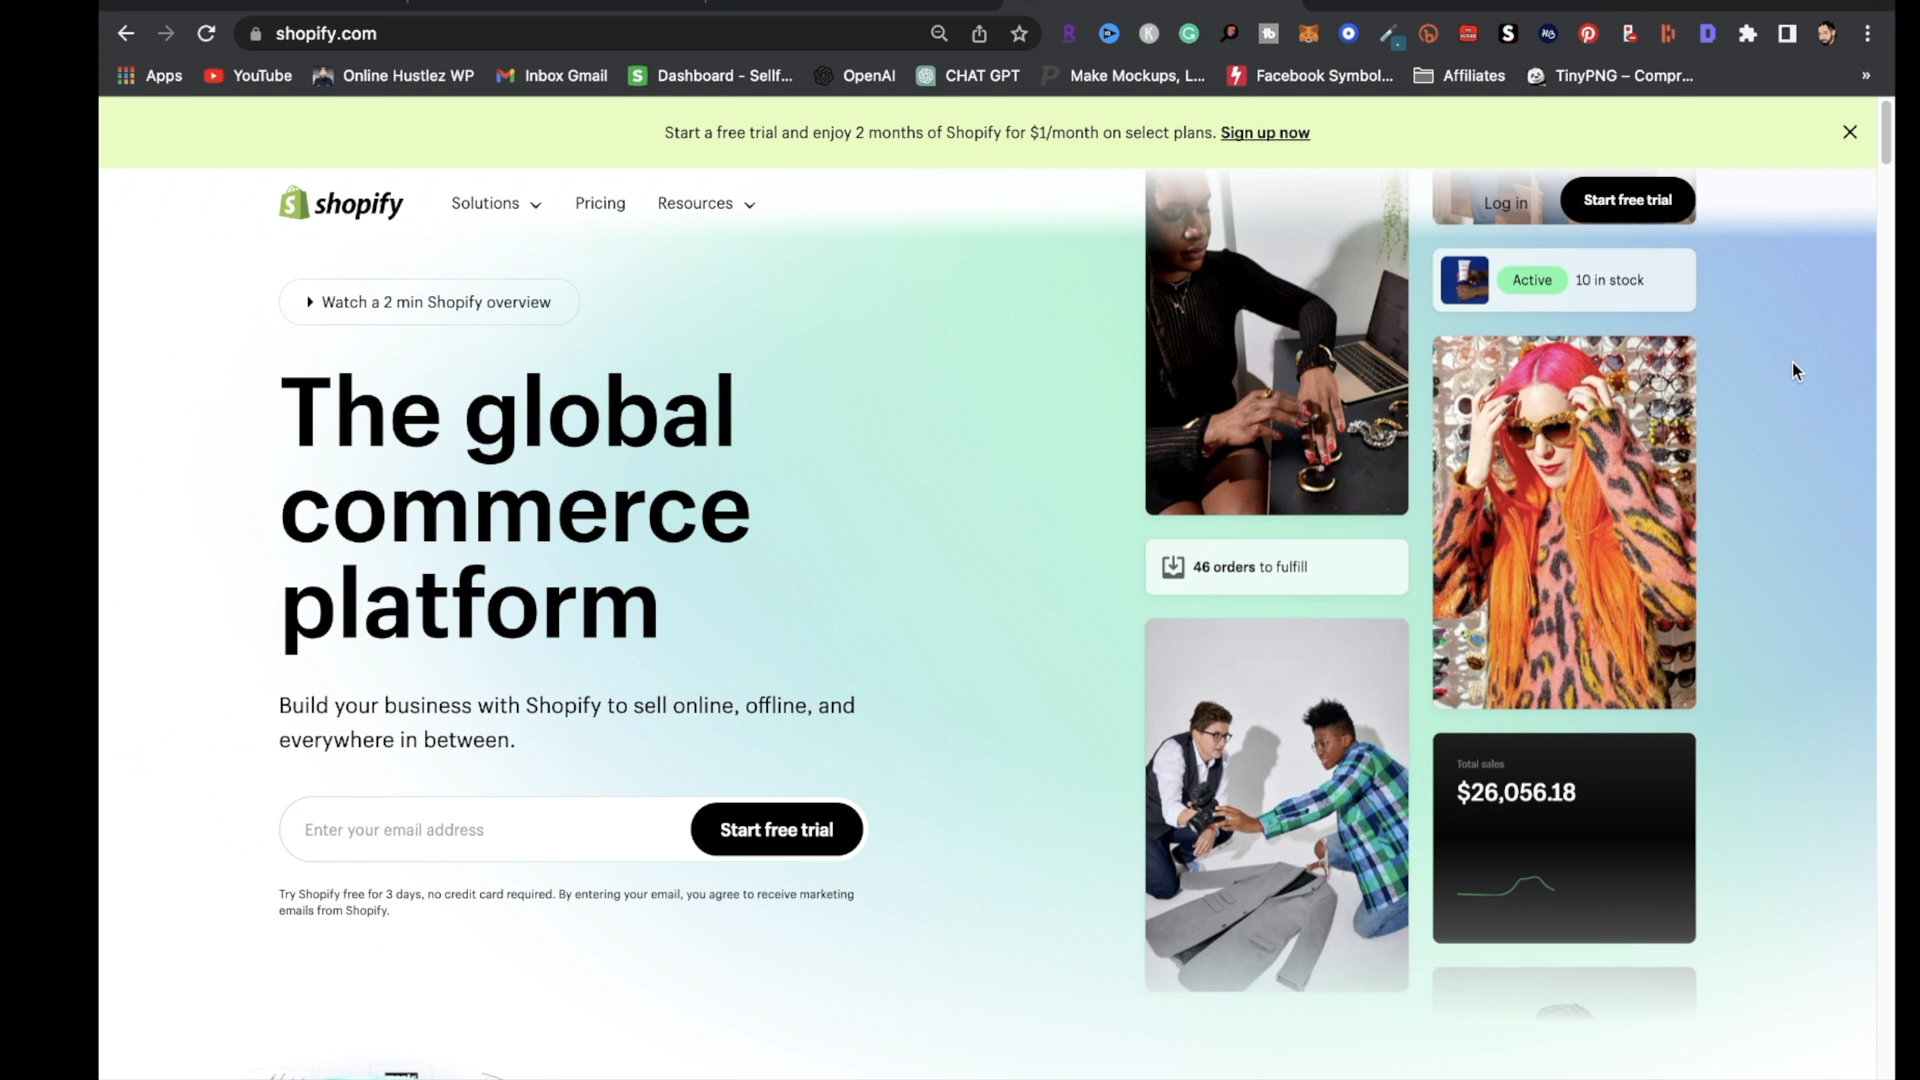 shopify.com
Apps
YouTube
Online Hustlez WP
Inbox Gmail
Dashboard - Sellf...
OpenAI
CHAT GPT
Make Mockups, L...
Facebook Symbol...
Affiliates
TinyPNG – Compr...
»
Start a free trial and enjoy 2 months of Shopify for $1/month on select plans. Sign up now
shopify
Solutions
Pricing
Resources
Log in
Start free trial
Watch a 2 min Shopify overview
Active
10 in stock
The global
commerce
platform
46 orders to fulfill
Build your business with Shopify to sell online, offline, and
everywhere in between.
Total sales
$26,056.18
Enter your email address
Start free trial
Try Shopify free for 3 days, no credit card required. By entering your email, you agree to receive marketing
emails from Shopify.